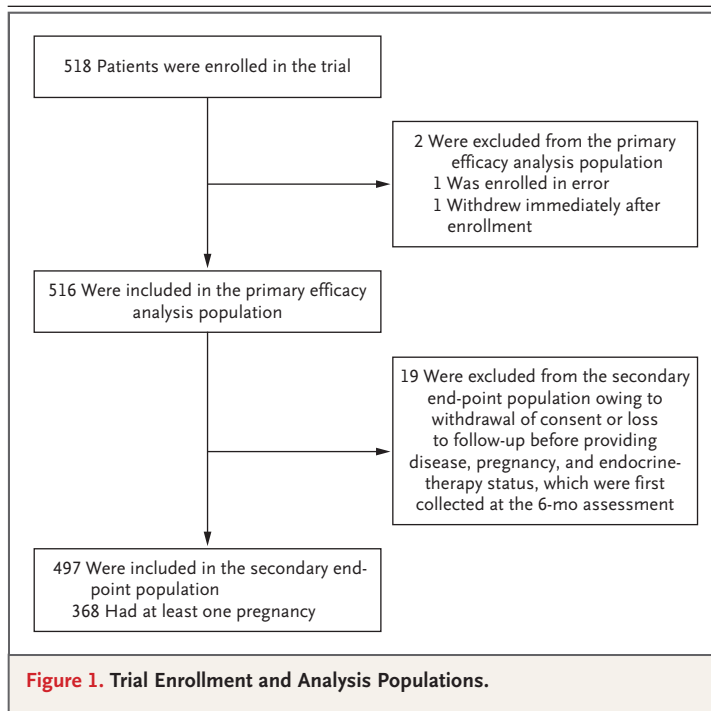 518 Patients were enrolled in the trial
2 Were excluded from the primary
efficacy analysis population
1 Was enrolled in error
1 Withdrew immediately after
enrollment
516 Were included in the primary efficacy
analysis population
19 Were excluded from the secondary
end-point population owing to
withdrawal of consent or loss
to follow-up before providing
disease, pregnancy, and endocrine-
therapy status, which were first
collected at the 6-mo assessment
497 Were included in the secondary end-
point population
368 Had at least one pregnancy
Figure 1. Trial Enrollment and Analysis Populations.